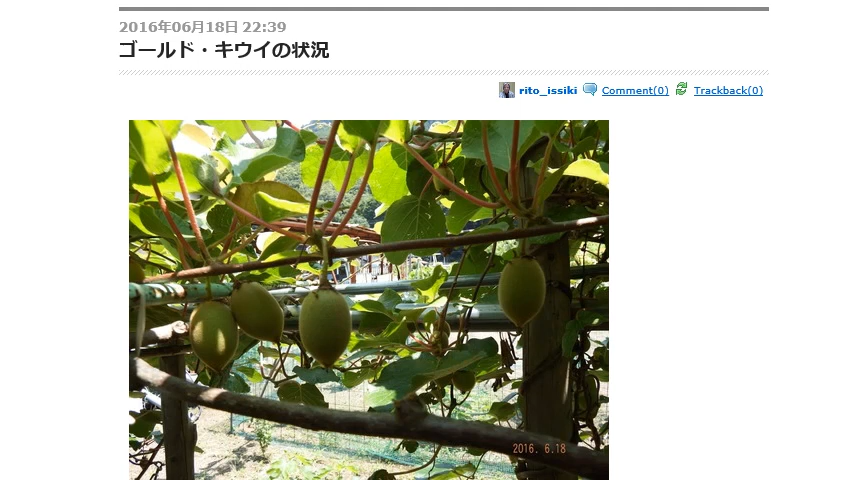 2016年06月18日 22:39
ゴールド・キウイの状況
rito_issiki Comment(0) Trackback(0)
2016. 6.18